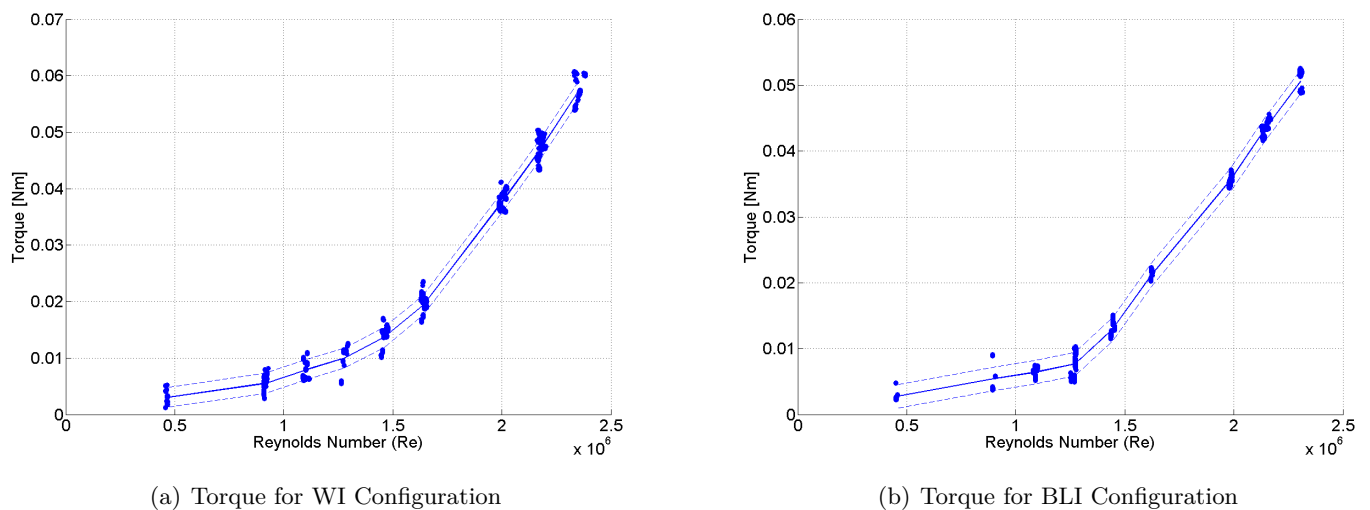 0.07
0.06
0.05
0.04
0.03
0.02
0.01
0
Torque [Nm]
0 0.5 1 1.5 2 2.5
Reynolds Number (Re)
x 10^6
(a) Torque for WI Configuration
0.06
0.05
0.04
0.03
0.02
0.01
0
Torque [Nm]
0 0.5 1 1.5 2 2.5
Reynolds Number (Re)
x 10^6
(b) Torque for BLI Configuration